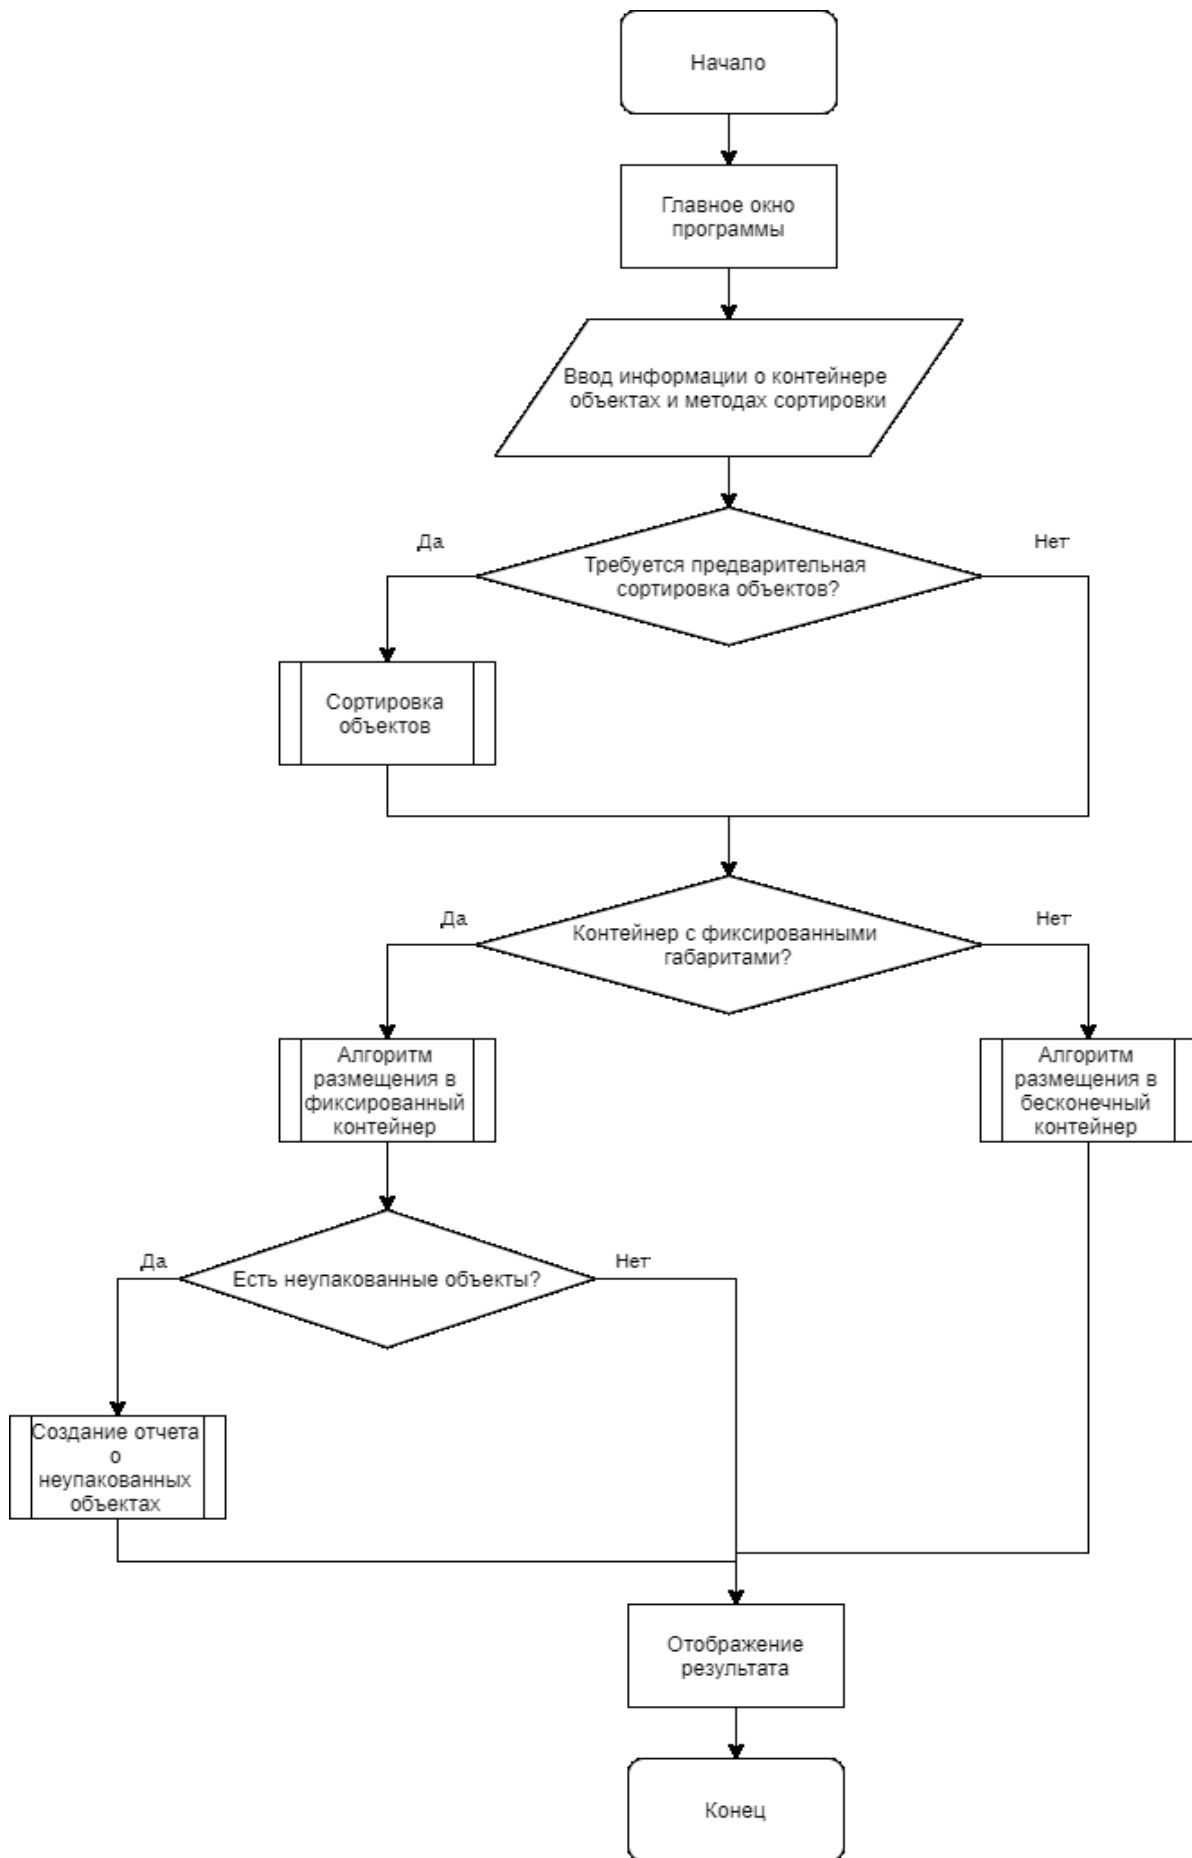 Начало
Главное окно
программы
Ввод информации о контейнере
объектах и методах сортировки
Да
Нет
Требуется предварительная
сортировка объектов?
Сортировка
объектов
Да
Нет
Контейнер с фиксированными
габаритами?
Алгоритм
размещения в
фиксированный
контейнер
Алгоритм
размещения в
бесконечный
контейнер
Да
Нет
Есть неупакованные объекты?
Создание отчета
о
неупакованных
объектах
Отображение
результата
Конец